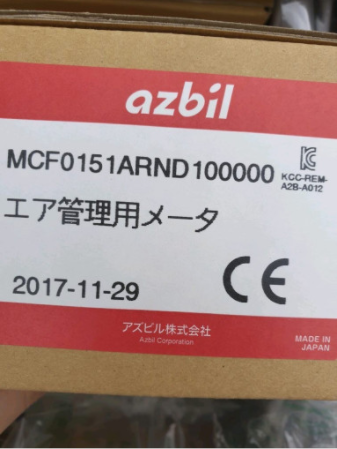 azbil
MCF0151ARND100000
KCC-REM-
A2B-A012
エア管理用メータ
2017-11-29
CE
アズビル株式会社
Azbil Corporation
MADE IN
JAPAN